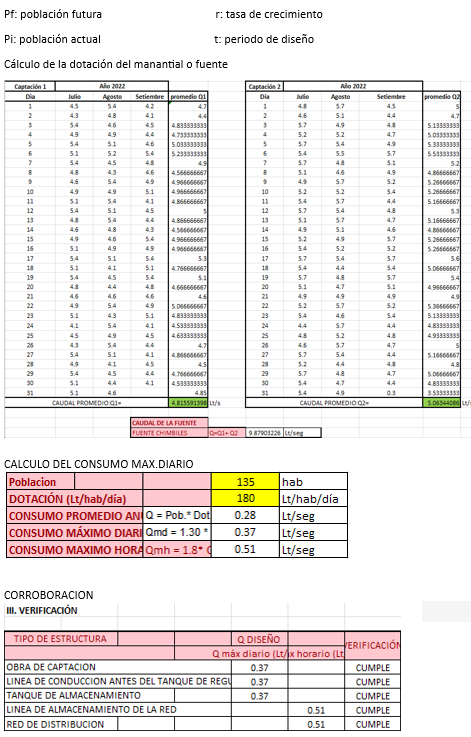 Pf: población futura r: tasa de crecimiento
Pi: población actual t: periodo de diseño
Cálculo de la dotación del manantial o fuente
Captación 1 Año 2022 Captación 2 Año 2022
Dia Julio Agosto Setiembre promedio Q1 Dia Julio Agosto Setiembre promedio Q2
1 4.5 5.4 4.2 4.7 1 4.8 5.7 4.5 5
2 4.3 4.8 4.1 4.4 2 4.6 5.1 4.4 4.7
3 5.4 4.6 4.5 4.833333333 3 5.7 4.9 4.8 5.13333333
4 4.9 4.9 4.4 4.733333333 4 5.2 5.2 4.7 5.03333333
5 5.4 5.1 4.6 5.033333333 5 5.7 5.4 4.9 5.33333333
6 5.1 5.2 5.4 5.233333333 6 5.4 5.5 5.7 5.53333333
7 5.4 4.5 4.8 4.9 7 5.7 4.8 5.1 5.2
8 4.8 4.3 4.6 4.566666667 8 5.1 4.6 4.9 4.86666667
9 4.6 5.4 4.9 4.966666667 9 4.9 5.7 5.2 5.26666667
10 4.9 4.9 5.1 4.966666667 10 5.2 5.2 5.4 5.26666667
11 5.1 5.4 4.1 4.866666667 11 5.4 5.7 4.4 5.16666667
12 5.4 5.1 4.5 5 12 5.7 5.4 4.8 5.3
13 4.8 5.4 4.4 4.866666667 13 5.1 5.7 4.7 5.16666667
14 4.6 4.8 4.3 4.566666667 14 4.9 5.1 4.6 4.86666667
15 4.9 4.6 5.4 4.966666667 15 5.2 4.9 5.7 5.26666667
16 5.1 4.9 4.9 4.966666667 16 5.4 5.2 5.2 5.26666667
17 5.4 5.1 5.4 5.3 17 5.7 5.4 5.7 5.6
18 5.1 4.1 5.1 4.766666667 18 5.4 4.4 5.4 5.06666667
19 5.4 4.5 5.4 5.1 19 5.7 4.8 5.7 5.4
20 4.8 4.4 4.8 4.666666667 20 5.1 4.7 5.1 4.96666667
21 4.6 4.6 4.6 4.6 21 4.9 4.9 4.9 4.9
22 4.9 5.4 4.9 5.066666667 22 5.2 5.7 5.2 5.36666667
23 5.1 4.3 5.1 4.833333333 23 5.4 4.6 5.4 5.13333333
24 4.1 5.4 4.1 4.533333333 24 4.4 5.7 4.4 4.83333333
25 4.5 4.9 4.5 4.633333333 25 4.8 5.2 4.8 4.93333333
26 4.3 5.4 4.4 4.7 26 4.6 5.7 4.7 5
27 5.4 5.1 4.1 4.866666667 27 5.7 5.4 4.4 5.16666667
28 4.9 4.1 4.5 4.5 28 5.2 4.4 4.8 4.8
29 5.4 4.5 4.4 4.766666667 29 5.7 4.8 4.7 5.06666667
30 5.1 4.4 4.1 4.533333333 30 5.4 4.7 4.4 4.83333333
31 5.1 4.6 4.85 31 5.4 4.9 0.3 3.53333333
CAUDAL PROMEDIO:Q1= 4.815591398 Lt/s CAUDAL PROMEDIO:Q2= 5.06344086 Lt/
CAUDAL DE LA FUENTE
FUENTE CHIMBILES Q=Q1+ Q2 9.87903226 Lt/seg
CALCULO DEL CONSUMO MAX.DIARIO
Poblacion 135 hab
DOTACIÓN (Lt/hab/día) 180 Lt/hab/día
CONSUMO PROMEDIO AN Q = Pob.* Dot 0.28 Lt/seg
CONSUMO MÁXIMO DIARI Qmd = 1.30 * 0.37 Lt/seg
CONSUMO MAXIMO HORA Qmh = 1.8* Q 0.51 Lt/seg
CORROBORACION
III. VERIFICACIÓN
TIPO DE ESTRUCTURA Q DISEÑO VERIFICACIÓN
Q máx diario (Lt/ ix horario (Lt
OBRA DE CAPTACION 0.37 CUMPLE
LINEA DE CONDUCCION ANTES DEL TANQUE DE REGU 0.37 CUMPLE
TANQUE DE ALMACENAMIENTO 0.37 CUMPLE
LINEA DE ALMACENAMIENTO DE LA RED 0.51 CUMPLE
RED DE DISTRIBUCION 0.51 CUMPLE